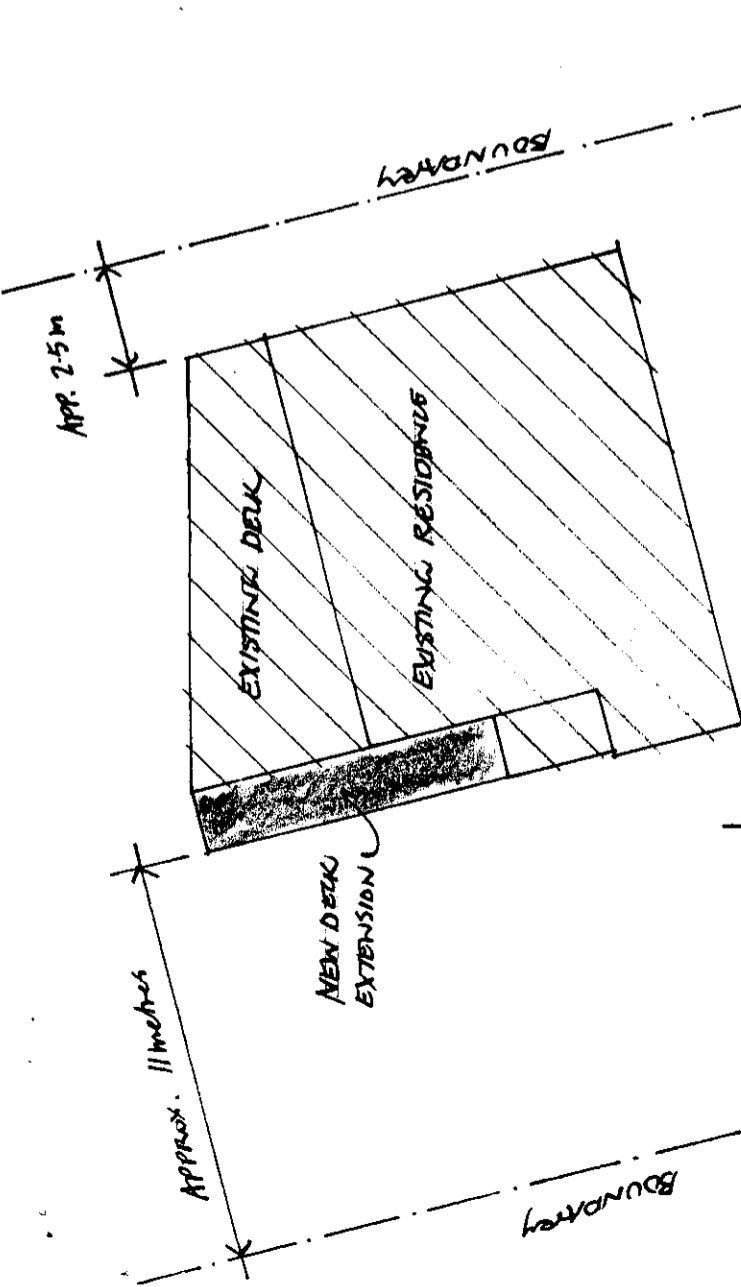 BOUNDARY
APP. 2.5m
EXISTING DECK
EXISTING RESIDENCE
NEW DECK
EXTENSION
APPROX. 11 metres
BOUNDARY